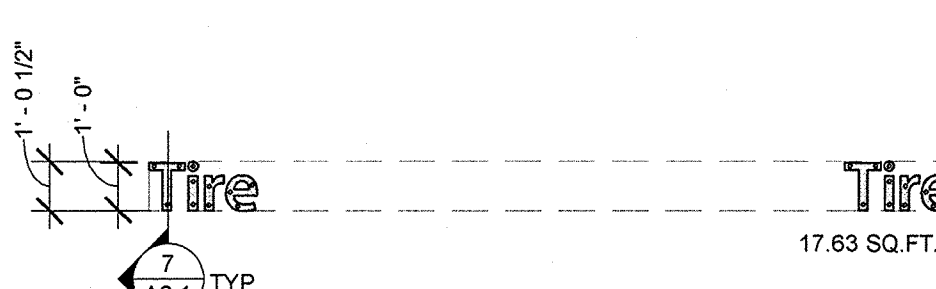 1' - 0 1/2"
1' - 0"
Tire Tire
17.63 SQ.FT.
7
TYP